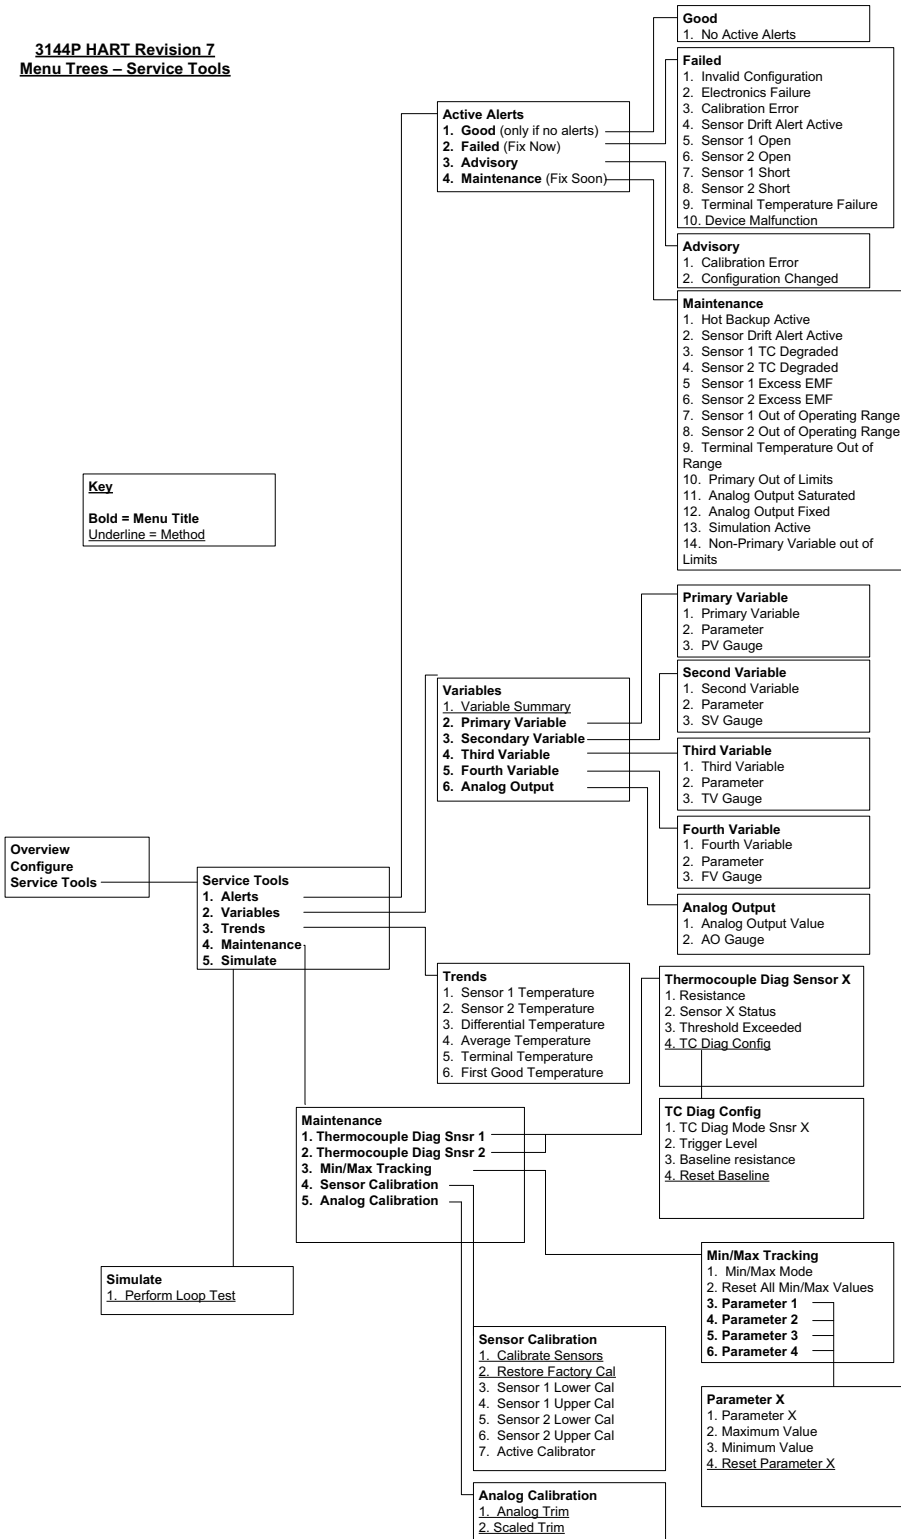 3144P HART Revision 7
Menu Trees – Service Tools
Good
1. No Active Alerts
Failed
1. Invalid Configuration
2. Electronics Failure
3. Calibration Error
4. Sensor Drift Alert Active
5. Sensor 1 Open
6. Sensor 2 Open
7. Sensor 1 Short
8. Sensor 2 Short
9. Terminal Temperature Failure
10. Device Malfunction
Active Alerts
1. Good (only if no alerts)
2. Failed (Fix Now)
3. Advisory
4. Maintenance (Fix Soon)
Advisory
1. Calibration Error
2. Configuration Changed
Maintenance
1. Hot Backup Active
2. Sensor Drift Alert Active
3. Sensor 1 TC Degraded
4. Sensor 2 TC Degraded
5 Sensor 1 Excess EMF
6. Sensor 2 Excess EMF
7. Sensor 1 Out of Operating Range
8. Sensor 2 Out of Operating Range
9. Terminal Temperature Out of
Range
10. Primary Out of Limits
11. Analog Output Saturated
12. Analog Output Fixed
13. Simulation Active
14. Non-Primary Variable out of
Limits
Key
Bold = Menu Title
Underline = Method
Primary Variable
1. Primary Variable
2. Parameter
3. PV Gauge
Second Variable
1. Second Variable
2. Parameter
3. SV Gauge
Variables
1. Variable Summary
2. Primary Variable
3. Secondary Variable
4. Third Variable
5. Fourth Variable
6. Analog Output
Third Variable
1. Third Variable
2. Parameter
3. TV Gauge
Fourth Variable
1. Fourth Variable
2. Parameter
3. FV Gauge
Analog Output
1. Analog Output Value
2. AO Gauge
Overview
Configure
Service Tools
Service Tools
1. Alerts
2. Variables
3. Trends
4. Maintenance
5. Simulate
Trends
1. Sensor 1 Temperature
2. Sensor 2 Temperature
3. Differential Temperature
4. Average Temperature
5. Terminal Temperature
6. First Good Temperature
Thermocouple Diag Sensor X
1. Resistance
2. Sensor X Status
3. Threshold Exceeded
4. TC Diag Config
TC Diag Config
1. TC Diag Mode Snsr X
2. Trigger Level
3. Baseline resistance
4. Reset Baseline
Maintenance
1. Thermocouple Diag Snsr 1
2. Thermocouple Diag Snsr 2
3. Min/Max Tracking
4. Sensor Calibration
5. Analog Calibration
Simulate
1. Perform Loop Test
Min/Max Tracking
1. Min/Max Mode
2. Reset All Min/Max Values
3. Parameter 1
4. Parameter 2
5. Parameter 3
6. Parameter 4
Sensor Calibration
1. Calibrate Sensors
2. Restore Factory Cal
3. Sensor 1 Lower Cal
4. Sensor 1 Upper Cal
5. Sensor 2 Lower Cal
6. Sensor 2 Upper Cal
7. Active Calibrator
Parameter X
1. Parameter X
2. Maximum Value
3. Minimum Value
4. Reset Parameter X
Analog Calibration
1. Analog Trim
2. Scaled Trim